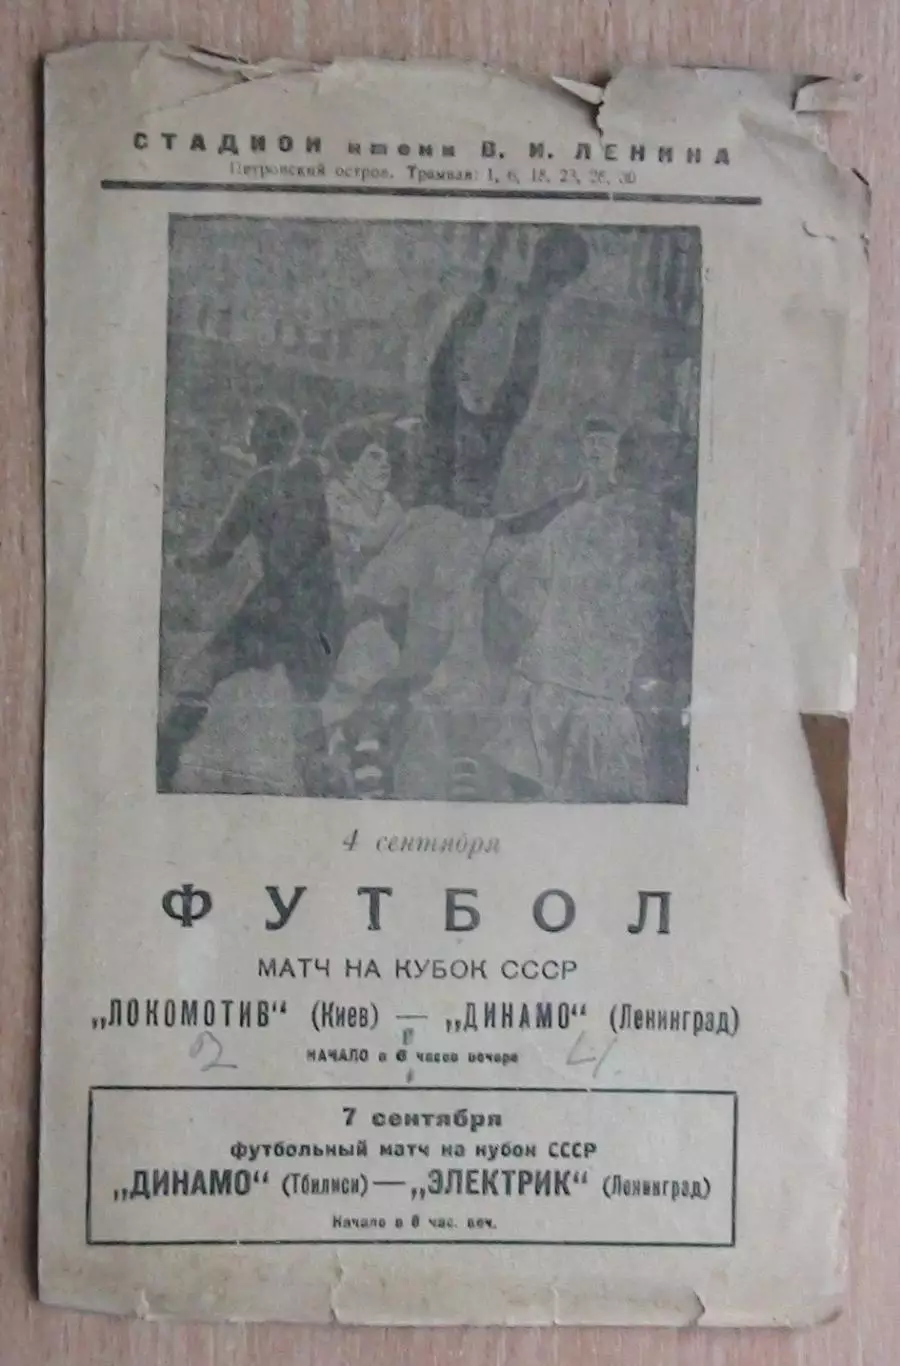 СТАДИОН имени В. И. ЛЕНИНА
Петровский остров. Трамваи: 1, 6, 18, 23, 26, 30
4 сентября
ФУТБОЛ
МАТЧ НА КУБОК СССР
„ЛОКОМОТИВ“ (Киев) — „ДИНАМО“ (Ленинград)
2 4
НАЧАЛО в 6 часов вечера
7 сентября
футбольный матч на кубок СССР
„ДИНАМО“ (Тбилиси) — „ЭЛЕКТРИК“ (Ленинград)
Начало в 6 час. веч.